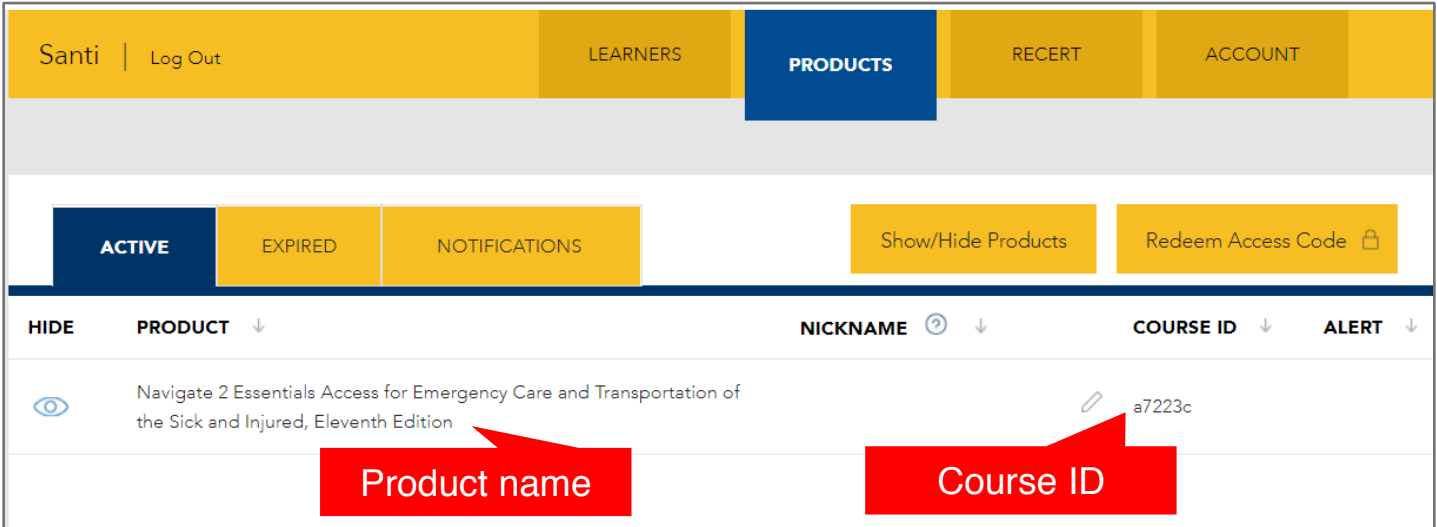 Santi | Log Out LEARNERS PRODUCTS RECERT ACCOUNT
ACTIVE EXPIRED NOTIFICATIONS Show/Hide Products Redeem Access Code
HIDE PRODUCT ↓ NICKNAME ? ↓ COURSE ID ↓ ALERT ↓
Navigate 2 Essentials Access for Emergency Care and Transportation of
the Sick and Injured, Eleventh Edition
a7223c
Product name
Course ID